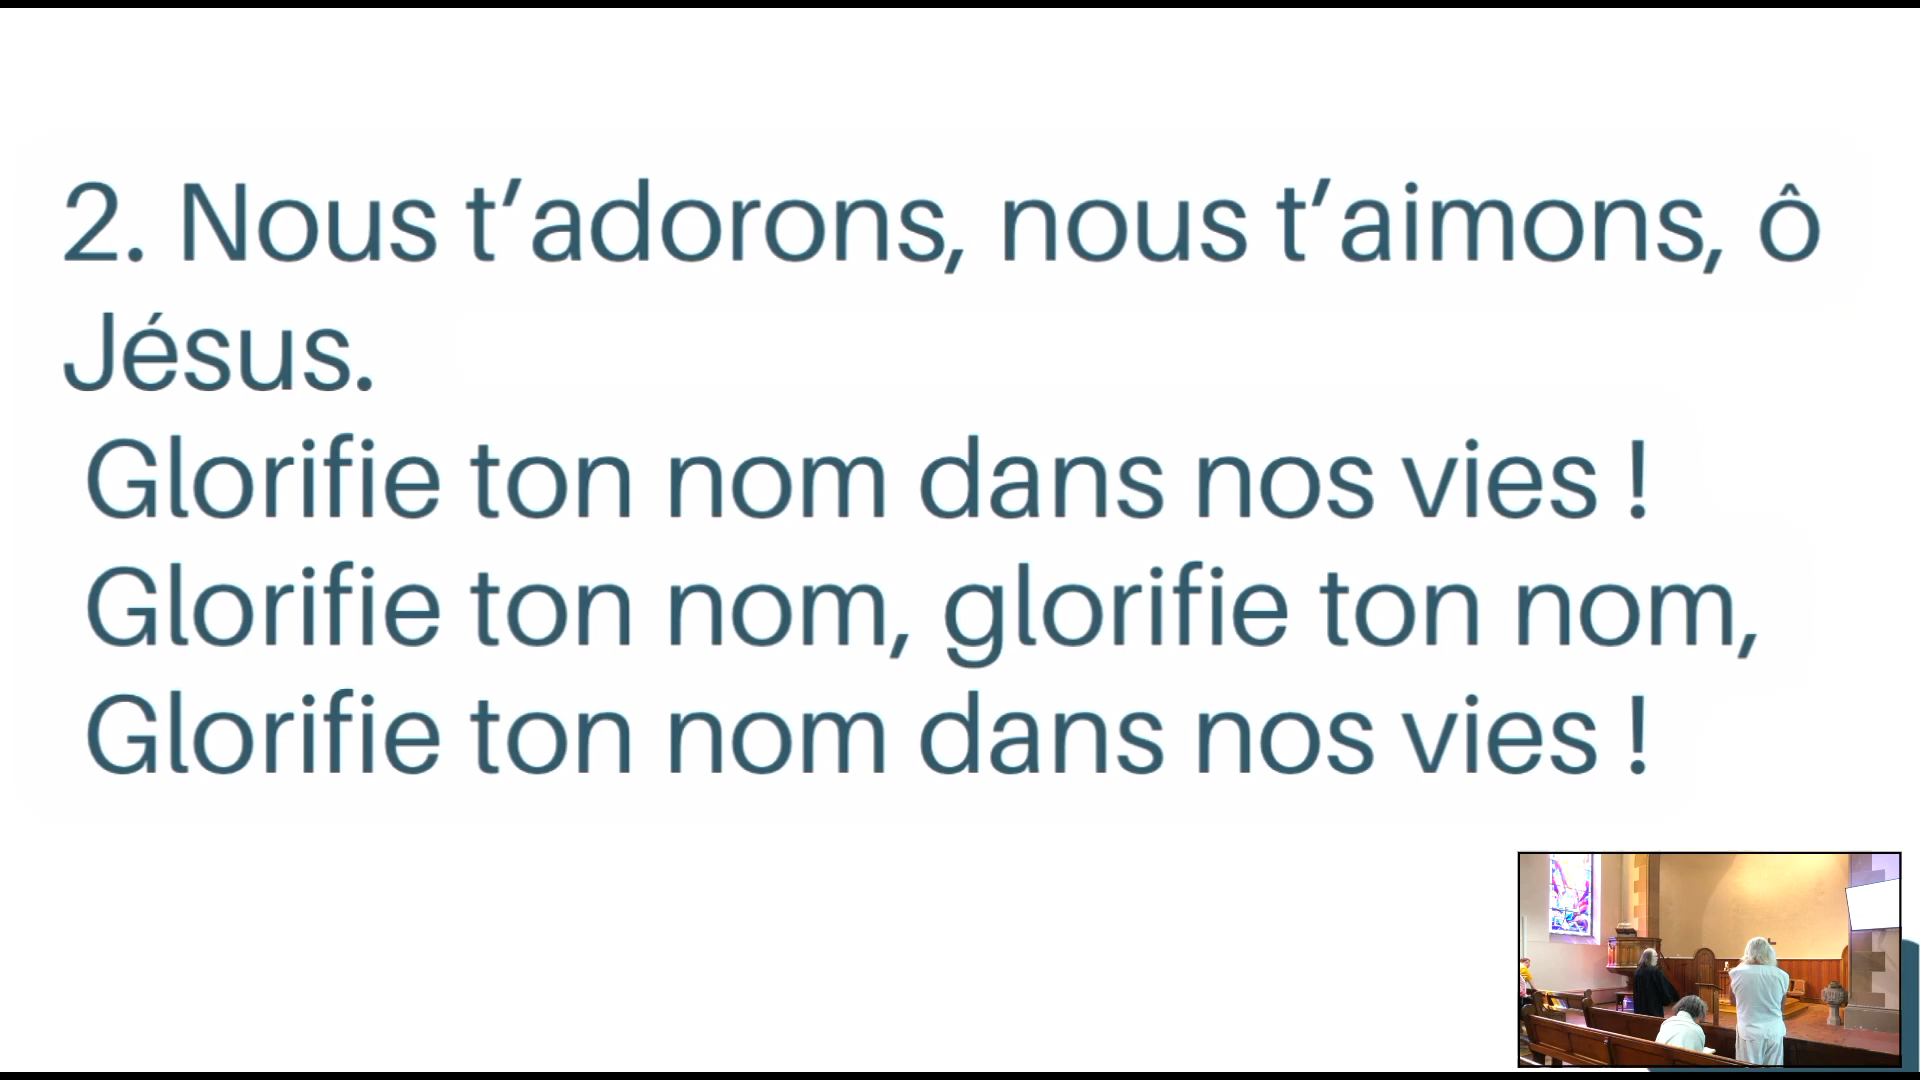 2. Nous t’adorons, nous t’aimons, ô
Jésus.
Glorifie ton nom dans nos vies !
Glorifie ton nom, glorifie ton nom,
Glorifie ton nom dans nos vies !